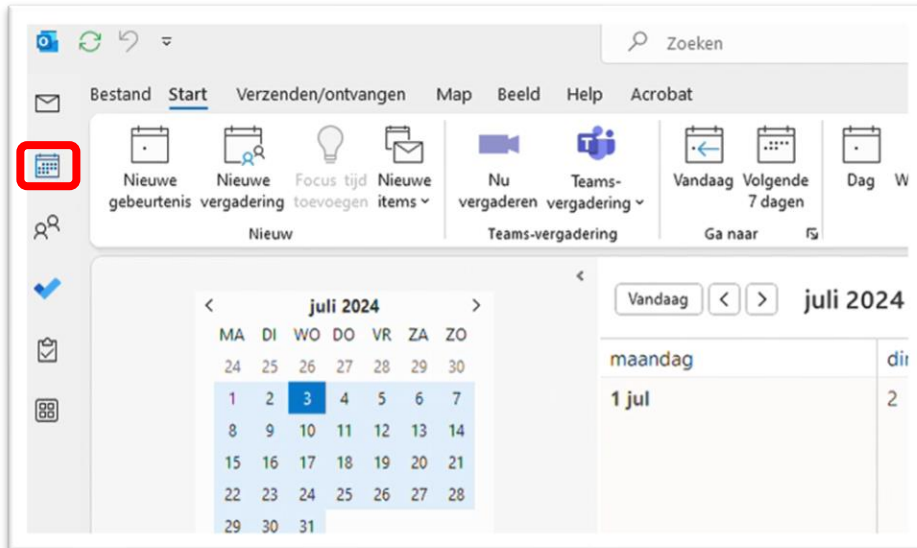 Zoeken
Bestand Start Verzenden/ontvangen Map Beeld Help Acrobat
Nieuwe gebeurtenis
Nieuwe vergadering
Focus tijd toevoegen
Nieuwe items
Nu vergaderen
Teams-vergadering
Vandaag
Volgende 7 dagen
Dag
W
Nieuw
Teams-vergadering
Ga naar
juli 2024
MA DI WO DO VR ZA ZO
24 25 26 27 28 29 30
1 2 3 4 5 6 7
8 9 10 11 12 13 14
15 16 17 18 19 20 21
22 23 24 25 26 27 28
29 30 31
Vandaag juli 2024
maandag
1 jul
2